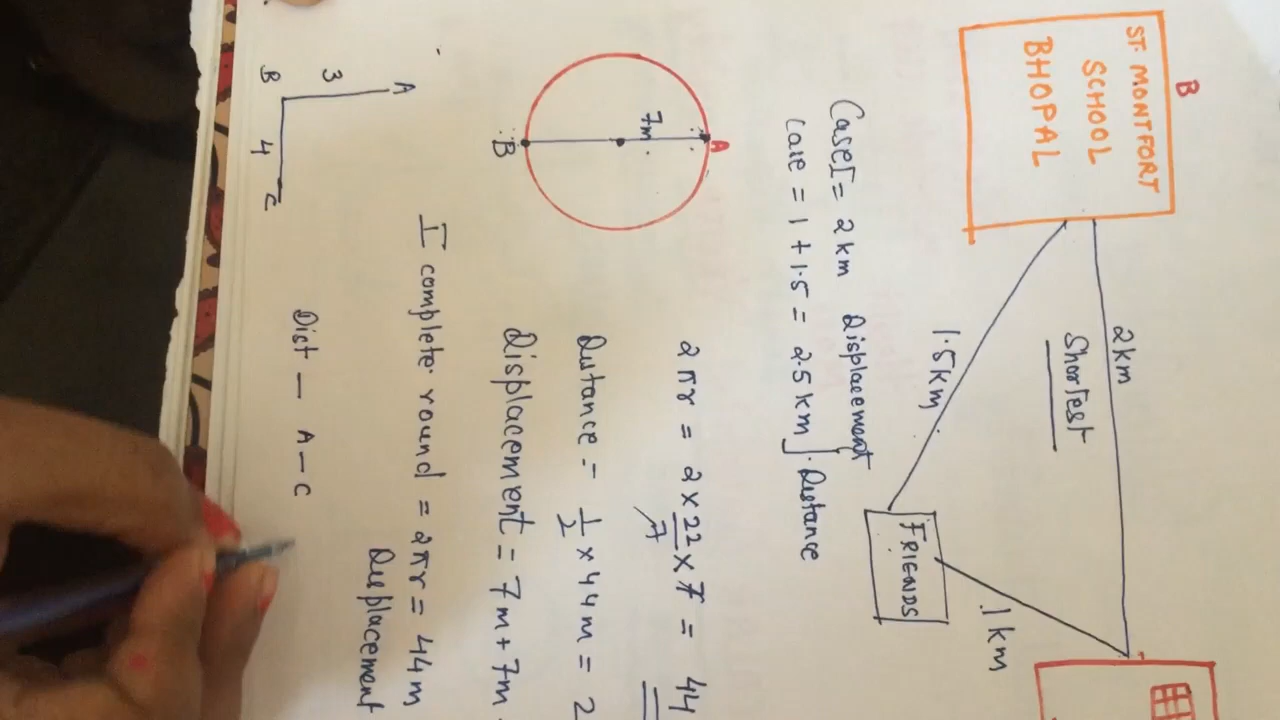 B
ST. MONTFORT
SCHOOL
BHOPAL
2km
Shortest
1.5km
FRIENDS
1km
Case I = 2 km Displacement
Case = 1 + 1.5 = 2.5 km] Distance
A
7m
B
2πr = 2 × 22/7 × 7 = 44
Distance = 1/2 × 44m = 2
Displacement = 7m + 7m
I complete round = 2πr = 44m
Displacement
A
3
B
4
C
Dist — A – C